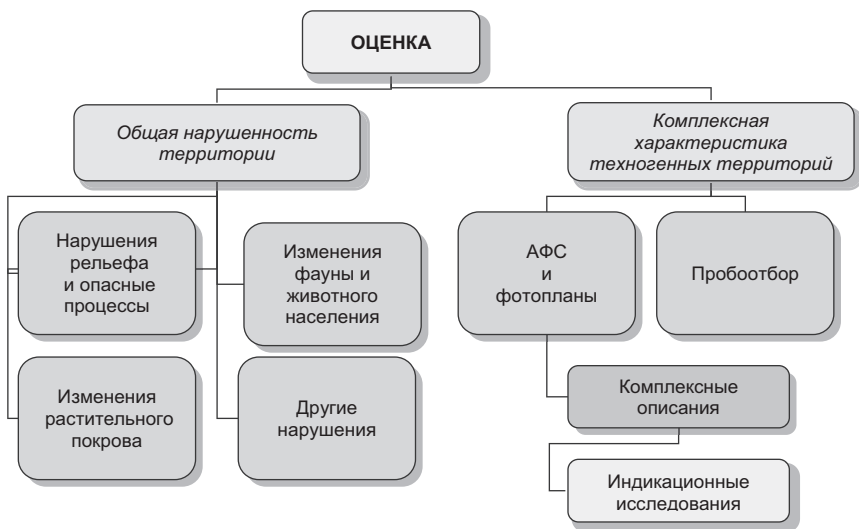 ОЦЕНКА
Общая нарушенность
территории
Комплексная
характеристика
техногенных территорий
Нарушения
рельефа
и опасные
процессы
Изменения
фауны и
животного
населения
АФС
и
фотопланы
Пробоотбор
Изменения
растительного
покрова
Другие
нарушения
Комплексные
описания
Индикационные
исследования